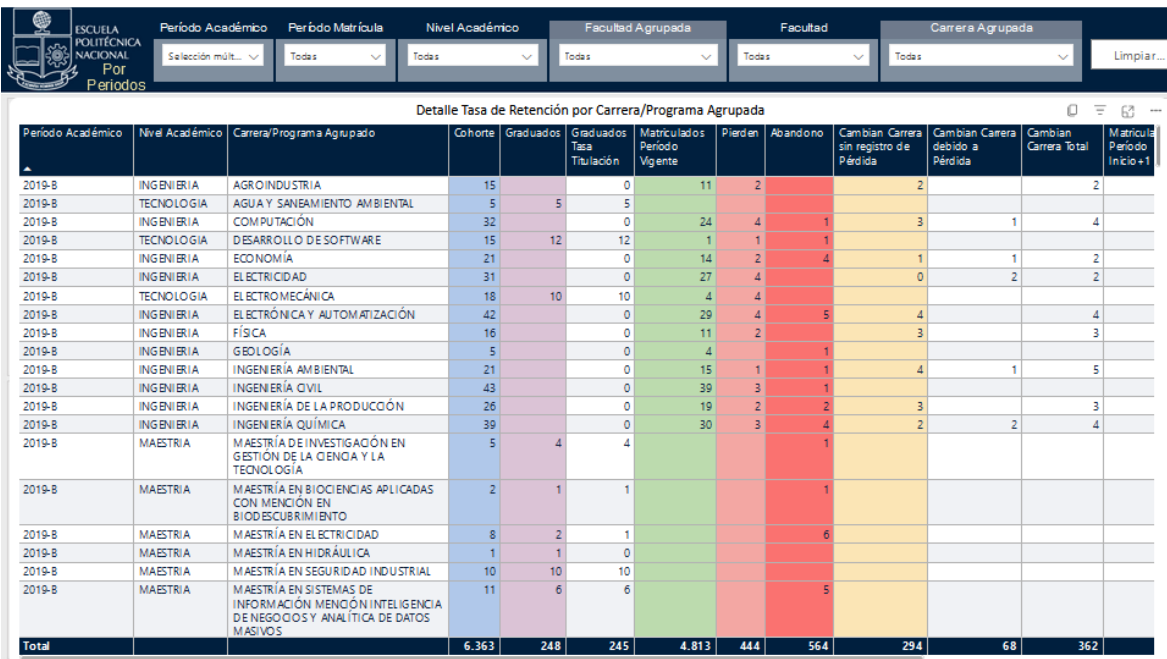 ESCUELA
POLITÉCNICA
NACIONAL
Por
Periodos
Período Académico Período Matrícula Nivel Académico Facultad Agrupada Facultad Carrera Agrupada
Selección múlt... Todas Todas Todas Todas Todas Limpiar...
Detalle Tasa de Retención por Carrera/Programa Agrupada
Período Académico Nivel Académico Carrera/Programa Agrupado Cohorte Graduados Graduados Tasa Titulación Matriculados Período Vigente Pierden Abandono Cambian Carrera sin registro de Pérdida Cambian Carrera debido a Pérdida Cambian Carrera Total Matricula Período Inicio+1
2019-B INGENIERIA AGROINDUSTRIA 15 0 11 2 2 2
2019-B TECNOLOGIA AGUA Y SANEAMIENTO AMBIENTAL 5 5 5
2019-B INGENIERIA COMPUTACIÓN 32 0 24 4 1 3 1 4
2019-B TECNOLOGIA DESARROLLO DE SOFTWARE 15 12 12 1 1 1
2019-B INGENIERIA ECONOMÍA 21 0 14 2 4 1 1 2
2019-B INGENIERIA ELECTRICIDAD 31 0 27 4 0 2 2
2019-B TECNOLOGIA ELECTROMECÁNICA 18 10 10 4 4
2019-B INGENIERIA ELECTRÓNICA Y AUTOMATIZACIÓN 42 0 29 4 5 4 4
2019-B INGENIERIA FÍSICA 16 0 11 2 3 3
2019-B INGENIERIA GEOLOGÍA 5 0 4 1
2019-B INGENIERIA INGENIERÍA AMBIENTAL 21 0 15 1 1 4 1 5
2019-B INGENIERIA INGENIERÍA CIVIL 43 0 39 3 1
2019-B INGENIERIA INGENIERÍA DE LA PRODUCCIÓN 26 0 19 2 2 3 3
2019-B INGENIERIA INGENIERÍA QUÍMICA 39 0 30 3 4 2 2 4
2019-B MAESTRIA MAESTRÍA DE INVESTIGACIÓN EN 5 4 4 1
GESTIÓN DE LA CIENCIA Y LA
TECNOLOGÍA
2019-B MAESTRIA MAESTRÍA EN BIOCIENCIAS APLICADAS 2 1 1 1
CON MENCIÓN EN
BIODESCUBRIMIENTO
2019-B MAESTRIA MAESTRÍA EN ELECTRICIDAD 8 2 1 6
2019-B MAESTRIA MAESTRÍA EN HIDRÁULICA 1 1 0
2019-B MAESTRIA MAESTRÍA EN SEGURIDAD INDUSTRIAL 10 10 10
2019-B MAESTRIA MAESTRÍA EN SISTEMAS DE 11 6 6 5
INFORMACIÓN MENCIÓN INTELIGENCIA
DE NEGOCIOS Y ANALÍTICA DE DATOS
MASIVOS
Total 6.363 248 245 4.813 444 564 294 68 362